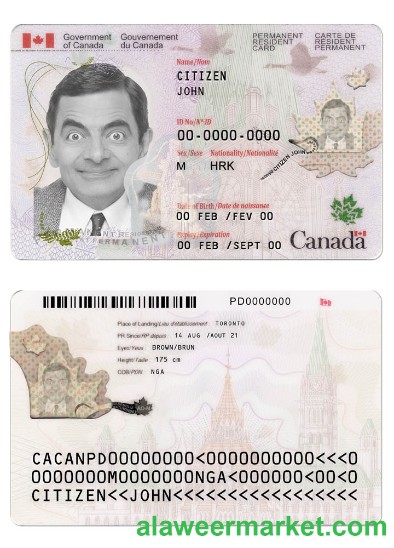 Government of Canada
Gouvernement du Canada
PERMANENT RESIDENT CARD
CARTE DE RÉSIDENT PERMANENT
Name/Nom
CITIZEN
JOHN
ID No/Nº ID
00-0000-0000
Sex/Sexe Nationality/Nationalité
M HRK
CITIZEN JOHN
Date of Birth/Date de naissance
00 FEB /FEV 00
Expiry/Expiration
00 FEB /SEPT 00
Canada
PERMANENT
PD0000000
Place of Landing/Lieu d'établissement TORONTO
PR Since/RP depuis 14 AUG /AOUT 21
Eyes/Yeux BROWN/BRUN
Height/Taille 175 cm
COB/PDN NGA
CACANPD00000000<0000000000<<<0
0000000M0000000NGA<000000<00<0
CITIZEN<<JOHN<<<<<<<<<<<<<<<<<
alaweermarket.com